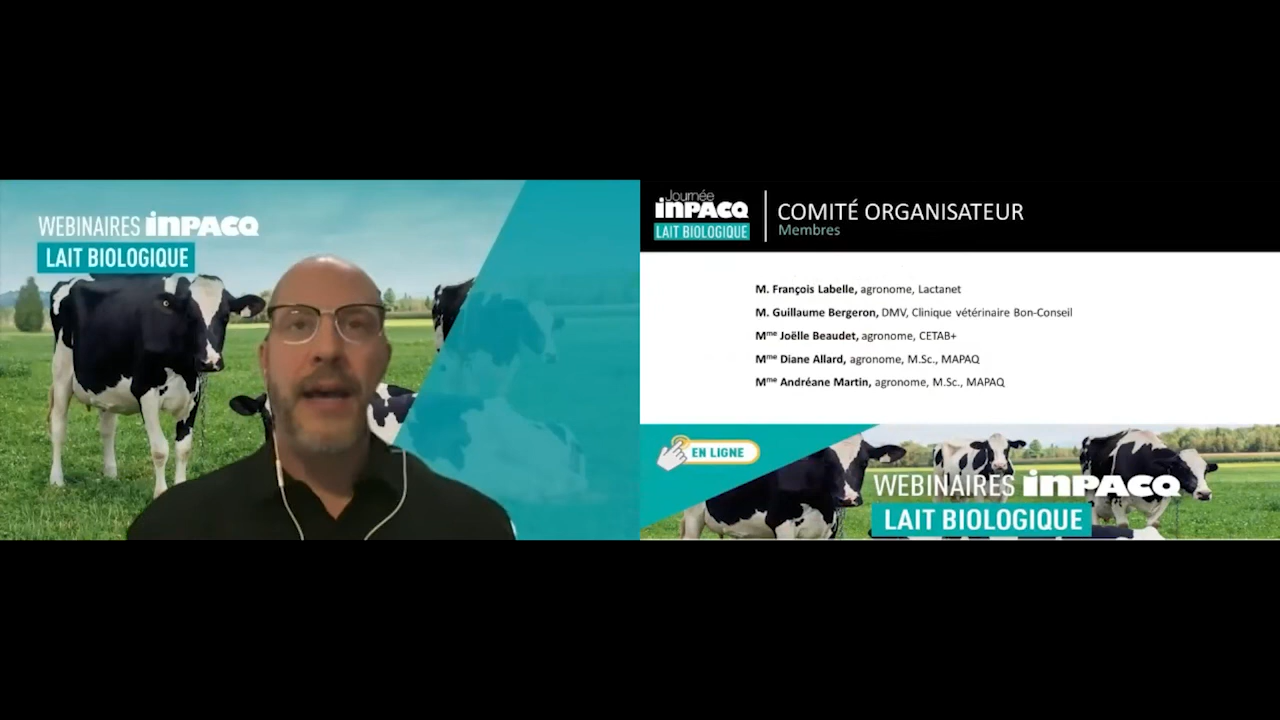 WEBINAIRES INPACQ
LAIT BIOLOGIQUE
Journée
INPACQ
LAIT BIOLOGIQUE
COMITÉ ORGANISATEUR
Membres
M. François Labelle, agronome, Lactanet
M. Guillaume Bergeron, DMV, Clinique vétérinaire Bon-Conseil
Mme Joëlle Beaudet, agronome, CETAB+
Mme Diane Allard, agronome, M.Sc., MAPAQ
Mme Andréane Martin, agronome, M.Sc., MAPAQ
EN LIGNE
WEBINAIRES INPACQ
LAIT BIOLOGIQUE